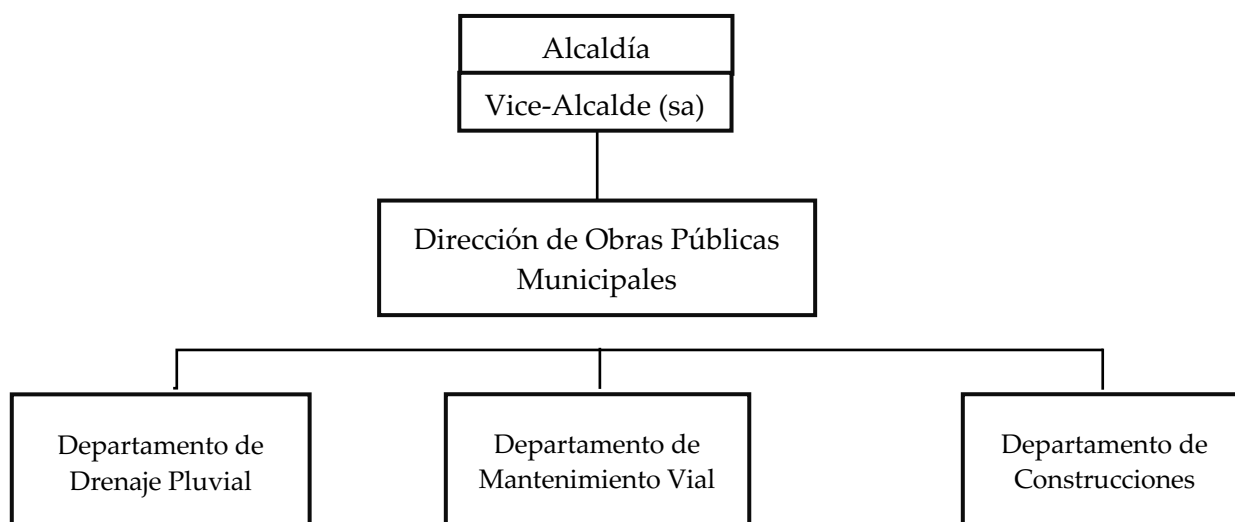 Alcaldía
Vice-Alcalde (sa)
Dirección de Obras Públicas
Municipales
Departamento de
Drenaje Pluvial
Departamento de
Mantenimiento Vial
Departamento de
Construcciones